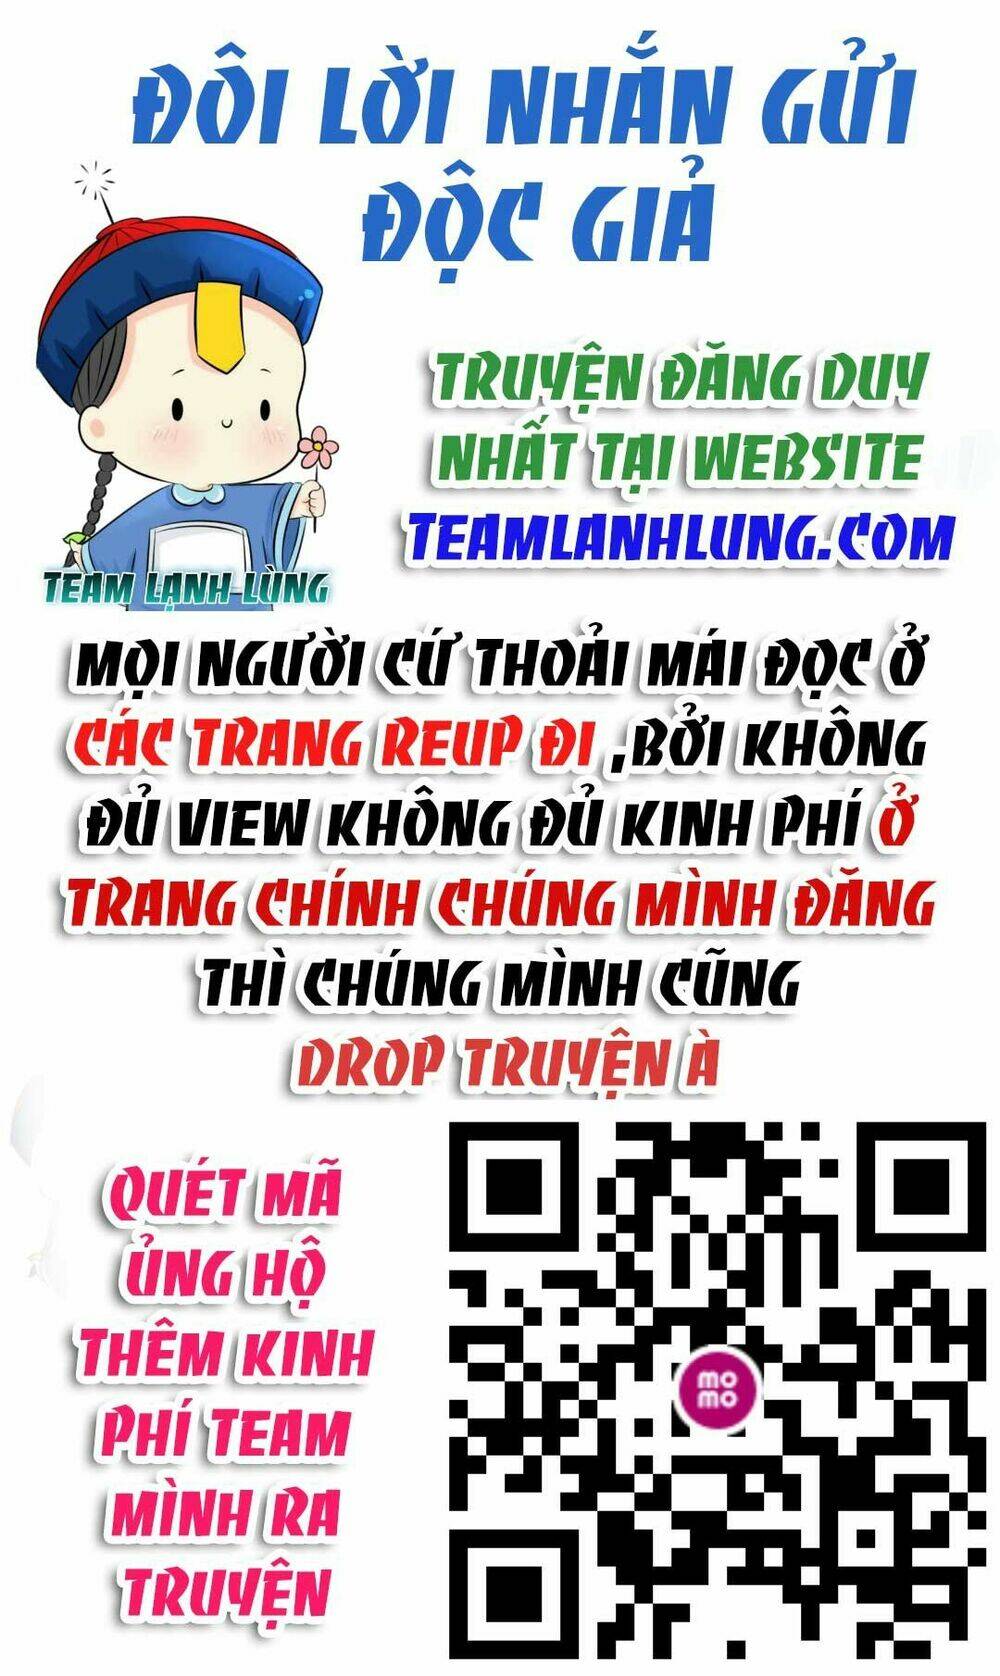 ĐÔI LỜI NHẮN GỬI
ĐỘC GIẢ
TRUYỆN ĐĂNG DUY
NHẤT TẠI WEBSITE
TEAMLANHLUNG.COM
TEAM LẠNH LÙNG
MỌI NGƯỜI CỨ THOẢI MÁI ĐỌC Ở
CÁC TRANG REUP ĐI ,BỞI KHÔNG
ĐỦ VIEW KHÔNG ĐỦ KINH PHÍ Ở
TRANG CHÍNH CHÚNG MÌNH ĐĂNG
THÌ CHÚNG MÌNH CŨNG
DROP TRUYỆN À
QUÉT MÃ
ỦNG HỘ
THÊM KINH
PHÍ TEAM
MÌNH RA
TRUYỆN
mo
mo